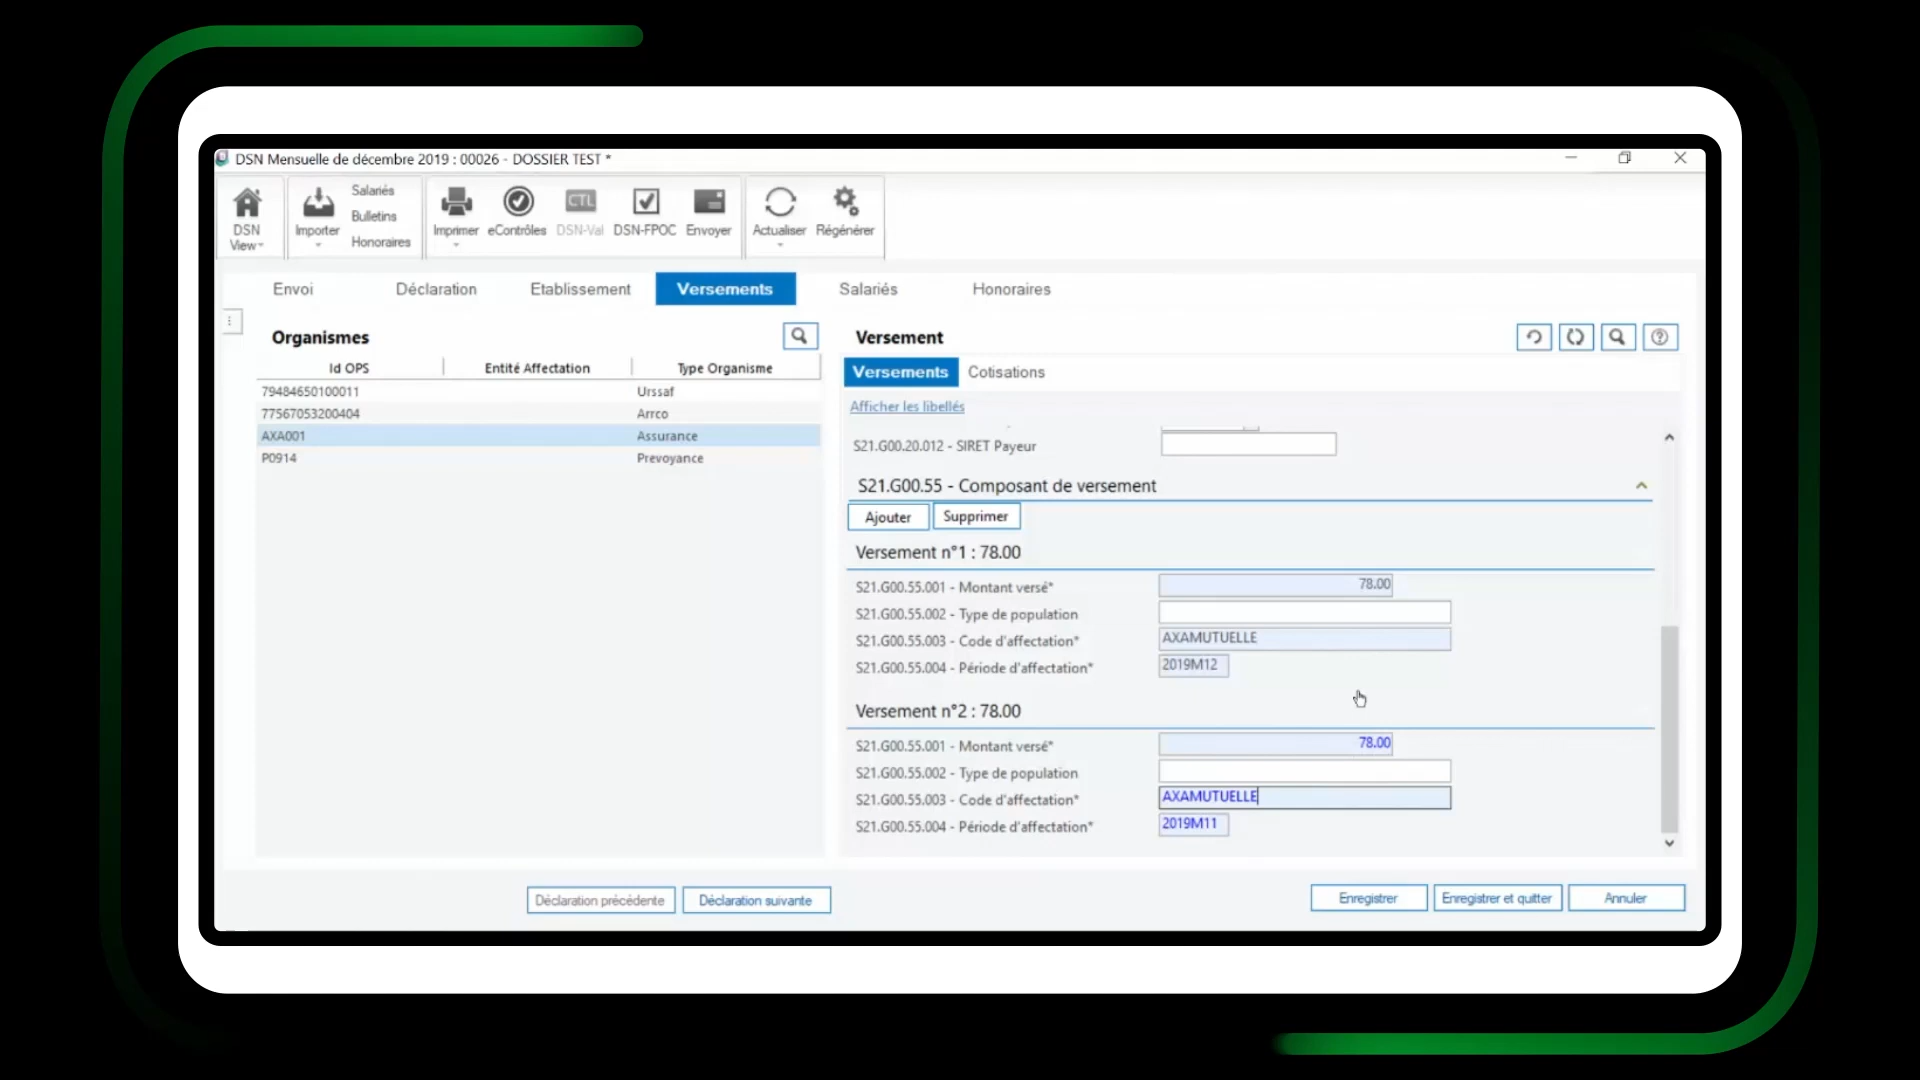 DSN Mensuelle de décembre 2019 : 00026 - DOSSIER TEST *
DSN View
Importer
Salariés
Bulletins
Honoraires
Imprimer
eContrôles
CTL
DSN-Val
DSN-FPOC
Envoyer
Actualiser
Régénérer
Envoi Déclaration Etablissement Versements Salariés Honoraires
Organismes
Id OPS Entité Affectation Type Organisme
79484650100011 Urssaf
77567053200404 Arrco
AXA001 Assurance
P0914 Prevoyance
Versement
Versements Cotisations
Afficher les libellés
S21.G00.20.012 - SIRET Payeur
S21.G00.55 - Composant de versement
Ajouter Supprimer
Versement n°1 : 78.00
S21.G00.55.001 - Montant versé* 78.00
S21.G00.55.002 - Type de population
S21.G00.55.003 - Code d'affectation* AXAMUTUELLE
S21.G00.55.004 - Période d'affectation* 2019M12
Versement n°2 : 78.00
S21.G00.55.001 - Montant versé* 78.00
S21.G00.55.002 - Type de population
S21.G00.55.003 - Code d'affectation* AXAMUTUELLE
S21.G00.55.004 - Période d'affectation* 2019M11
Déclaration précédente Déclaration suivante Enregistrer Enregistrer et quitter Annuler